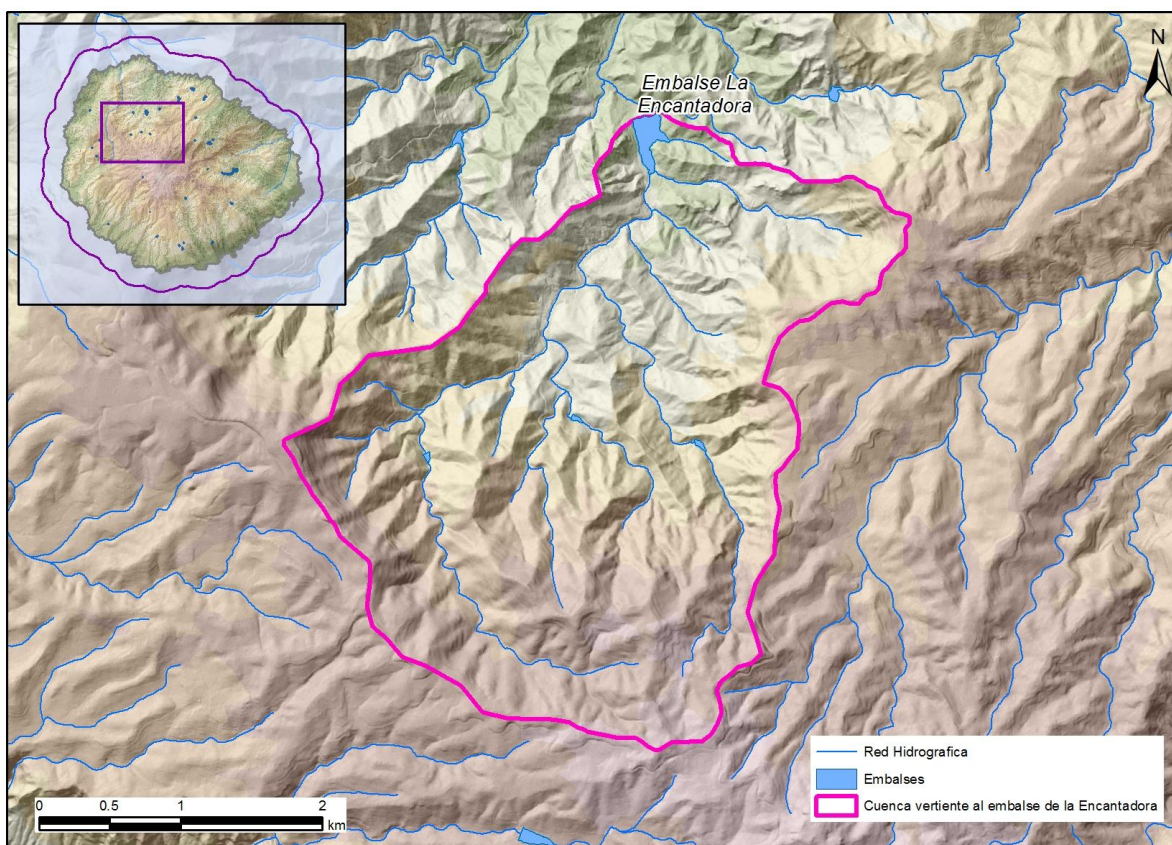 N
Embalse La
Encantadora
Red Hidrografica
Embalses
Cuenca vertiente al embalse de la Encantadora
0 0.5 1 2
km